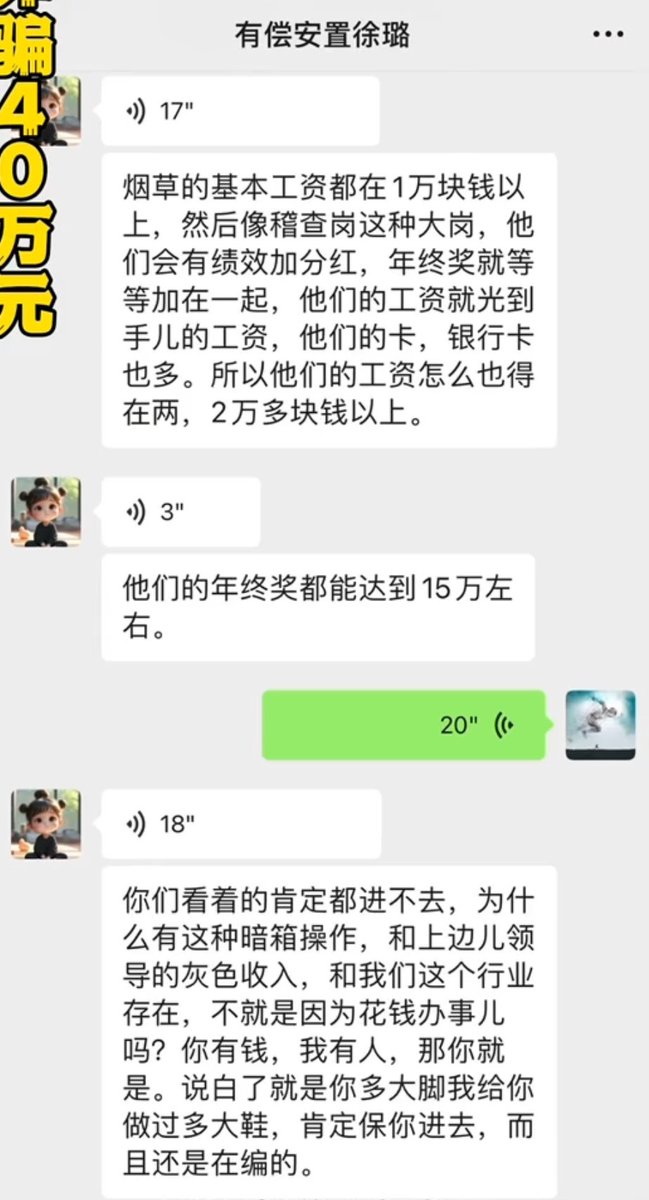 有偿安置徐璐
骗
4
0
万
元
17"
烟草的基本工资都在1万块钱以
上，然后像稽查岗这种大岗，他
们会有绩效加分红，年终奖就等
等加在一起，他们的工资就光到
手儿的工资，他们的卡，银行卡
也多。所以他们的工资怎么也得
在两，2万多块钱以上。
3"
他们的年终奖都能达到15万左
右。
20"
18"
你们看着的肯定都进不去，为什
么有这种暗箱操作，和上边儿领
导的灰色收入，和我们这个行业
存在，不就是因为花钱办事儿
吗？你有钱，我有人，那你就
是。说白了就是你多大脚我给你
做过多大鞋，肯定保你进去，而
且还是在编的。